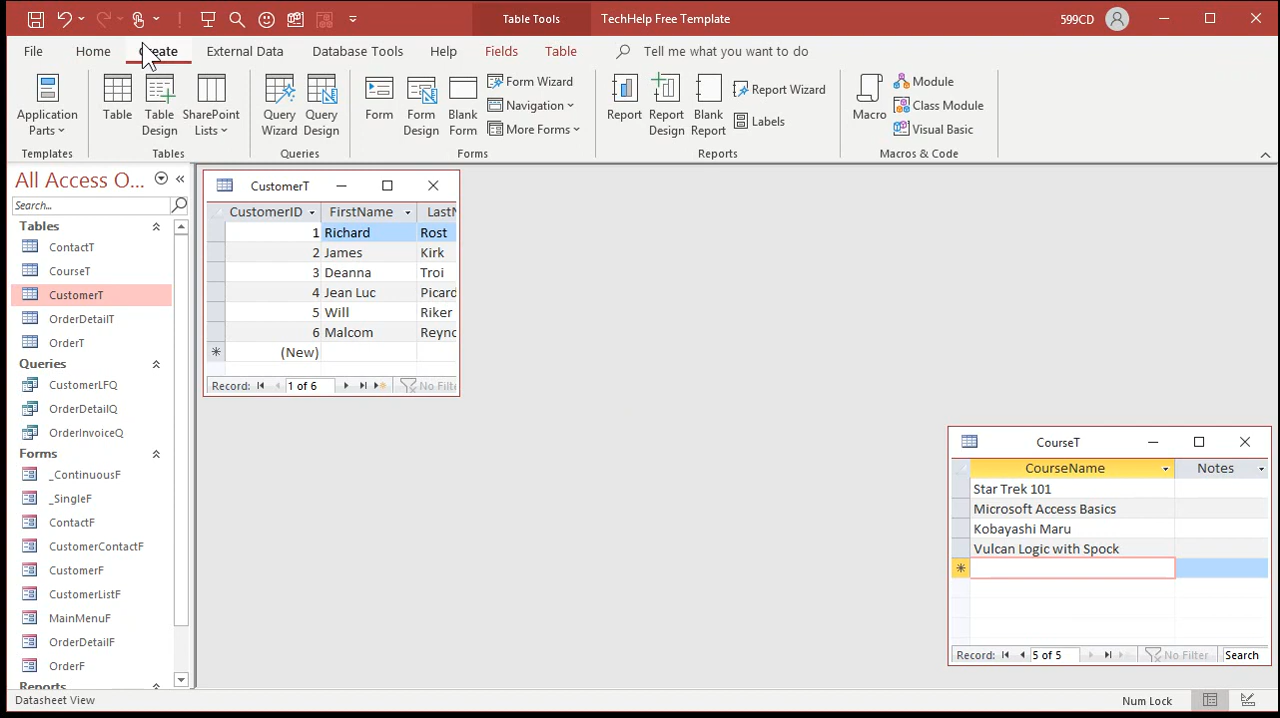 Table Tools
TechHelp Free Template
599CD
File
Home
Create
External Data
Database Tools
Help
Fields
Table
Tell me what you want to do
Application Parts
Templates
Table
Table Design
SharePoint Lists
Tables
Query Wizard
Query Design
Queries
Form
Form Design
Blank Form
Form Wizard
Navigation
More Forms
Forms
Report
Report Design
Blank Report
Report Wizard
Labels
Reports
Macro
Module
Class Module
Visual Basic
Macros & Code
All Access O...
Search...
Tables
ContactT
CourseT
CustomerT
OrderDetailT
OrderT
Queries
CustomerLFQ
OrderDetailQ
OrderInvoiceQ
Forms
_ContinuousF
_SingleF
ContactF
CustomerContactF
CustomerF
CustomerListF
MainMenuF
OrderDetailF
OrderF
Reports
CustomerT
CustomerID FirstName LastN
1 Richard Rost
2 James Kirk
3 Deanna Troi
4 Jean Luc Picard
5 Will Riker
6 Malcom Reyno
(New)
Record: 1 of 6 No Filte
CourseT
CourseName Notes
Star Trek 101
Microsoft Access Basics
Kobayashi Maru
Vulcan Logic with Spock
Record: 5 of 5 No Filter Search
Datasheet View
Num Lock